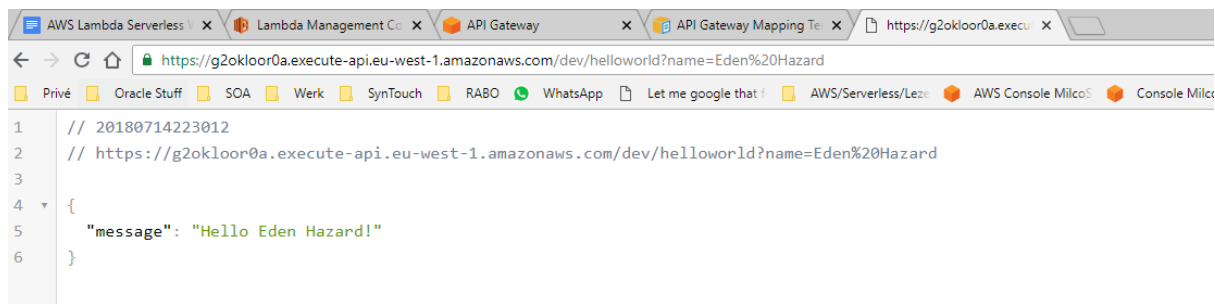 AWS Lambda Serverless Lambda Management Co API Gateway API Gateway Mapping Te https://g2okloor0a.execu
https://g2okloor0a.execute-api.eu-west-1.amazonaws.com/dev/helloworld?name=Eden%20Hazard
Privé Oracle Stuff SOA Werk SynTouch RABO WhatsApp Let me google that AWS/Serverless/Leze AWS Console MilcoS Console Milco
1 // 20180714223012
2 // https://g2okloor0a.execute-api.eu-west-1.amazonaws.com/dev/helloworld?name=Eden%20Hazard
3
4 {
5 "message": "Hello Eden Hazard!"
6 }